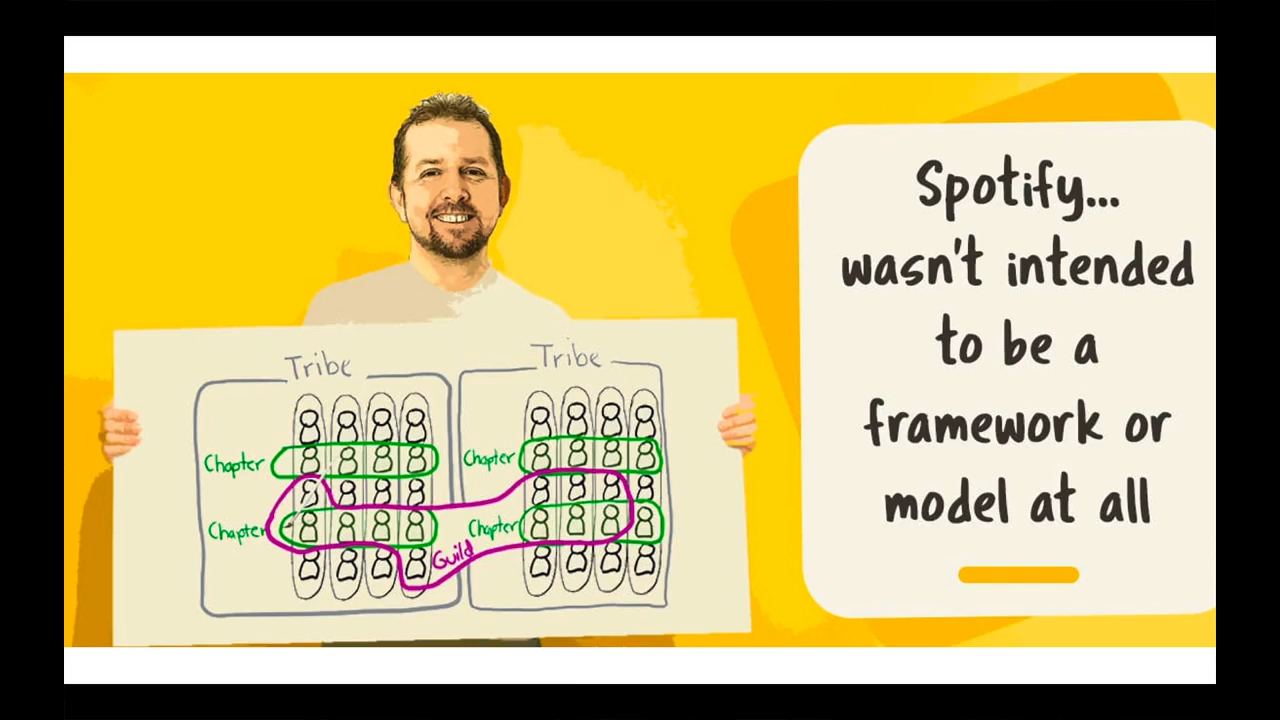 Tribe
Tribe
Chapter
Chapter
Chapter
Chapter
Guild
Spotify...
wasn't intended
to be a
framework or
model at all